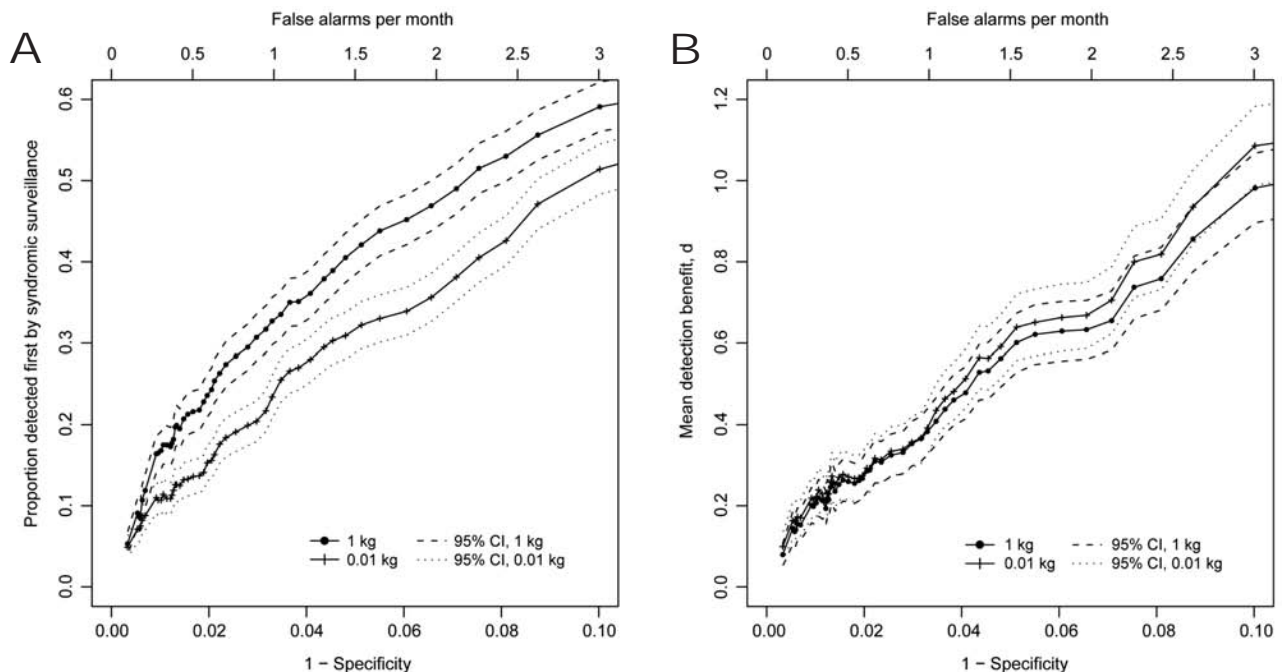 A
False alarms per month
0 0.5 1 1.5 2 2.5 3
Proportion detected first by syndromic surveillance
0.6
0.5
0.4
0.3
0.2
0.1
0.0
1 kg
0.01 kg
95% CI, 1 kg
95% CI, 0.01 kg
0.00 0.02 0.04 0.06 0.08 0.10
1 − Specificity
B
False alarms per month
0 0.5 1 1.5 2 2.5 3
Mean detection benefit, d
1.2
1.0
0.8
0.6
0.4
0.2
0.0
1 kg
0.01 kg
95% CI, 1 kg
95% CI, 0.01 kg
0.00 0.02 0.04 0.06 0.08 0.10
1 − Specificity